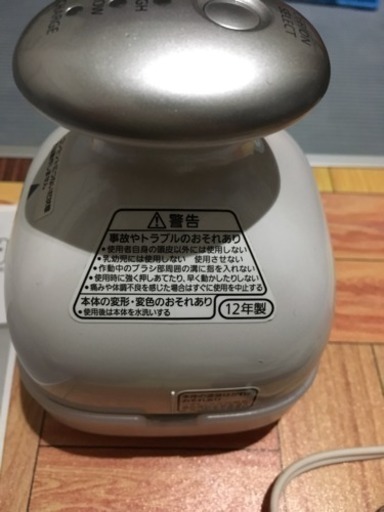 CHARGE
ON
HIGH
SELECT
警告
事故やトラブルのおそれあり
•使用者自身の頭皮以外には使用しない
•乳幼児には使用しない 使用させない
•作動中のブラシ部周囲の溝に指を入れない
•使用時に強く押しあてたり、早く動かしたりしない
•痛みや体調不良を感じた場合はすぐに使用を中止する
本体の変形・変色のおそれあり
•使用後は本体を水洗いする
12年製